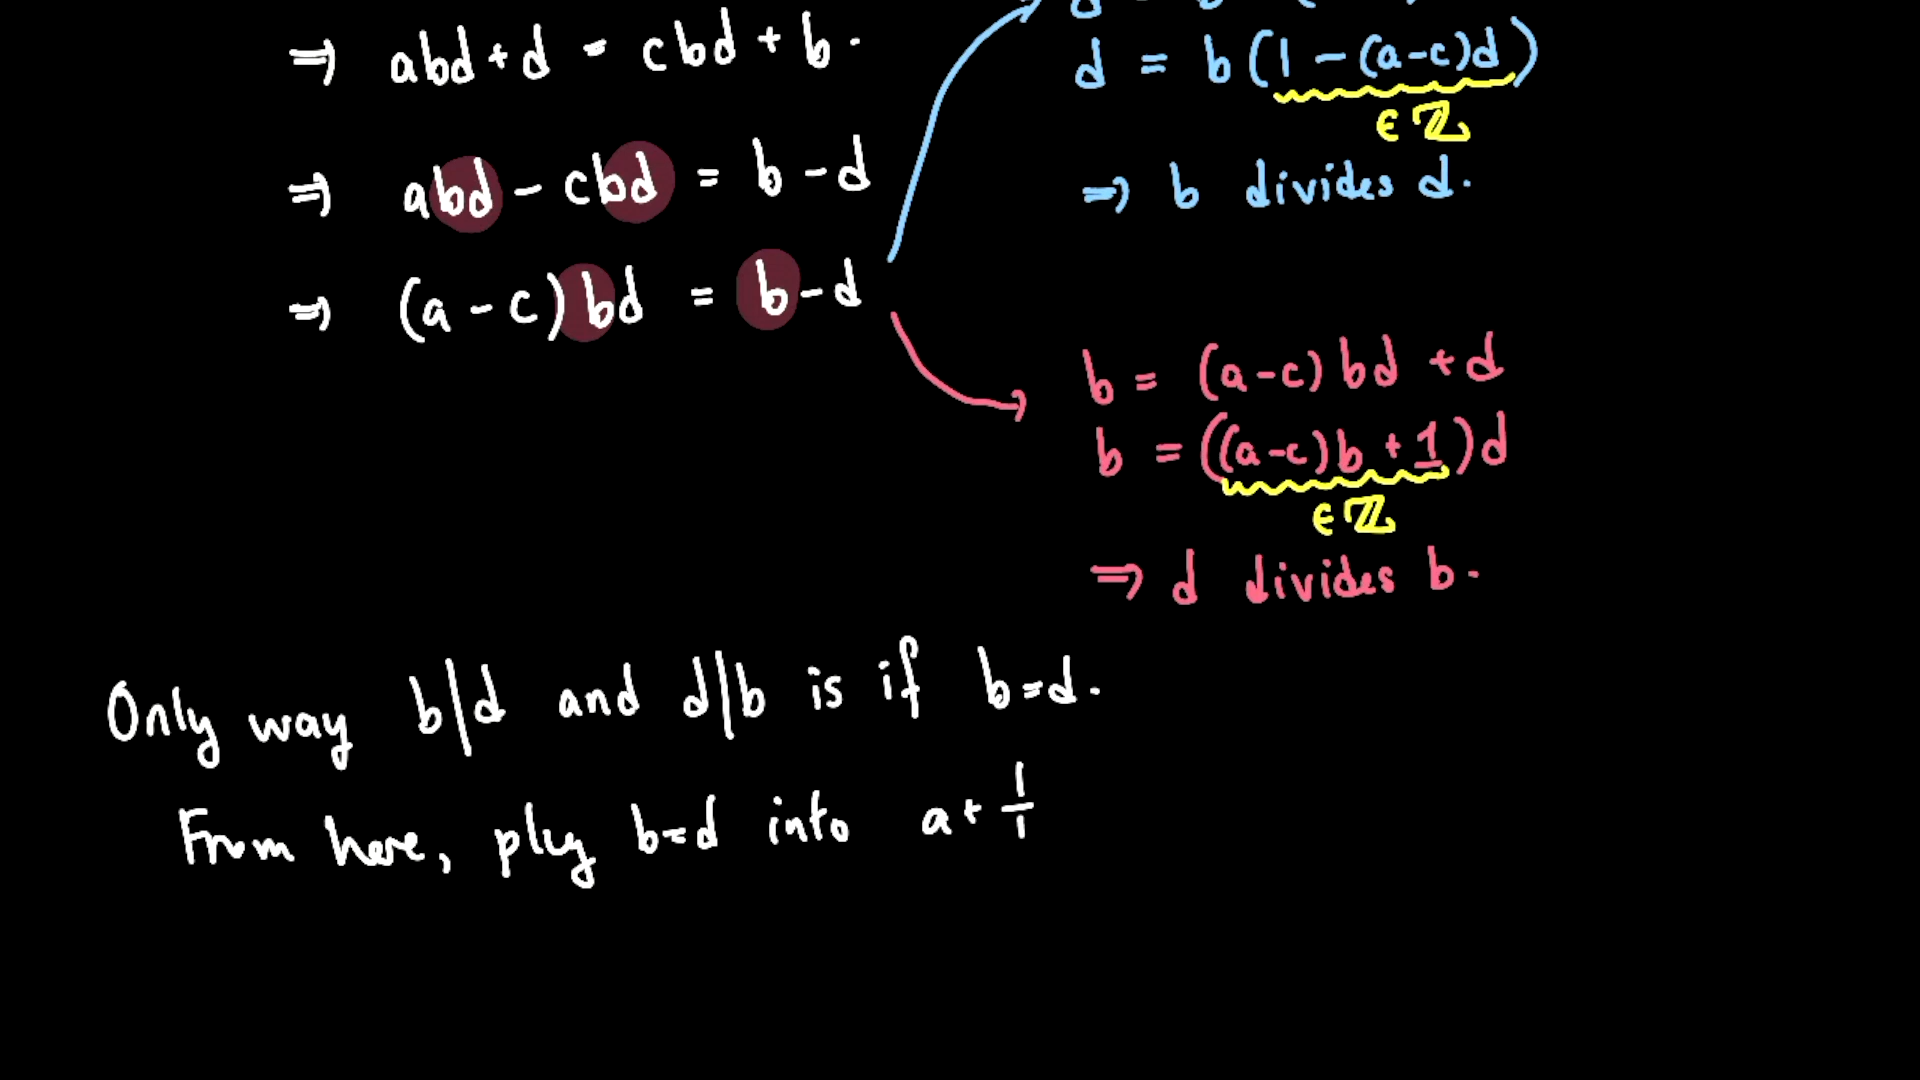 ⇒ abd + d = cbd + b.
⇒ abd - cbd = b - d
⇒ (a - c) bd = b - d
d = b (1 - (a-c)d)
∈ ℤ
⇒ b divides d.
b = (a-c) bd + d
b = ((a-c)b + 1) d
∈ ℤ
⇒ d divides b.
Only way b|d and d|b is if b=d.
From here, plug b=d into a + 1/1